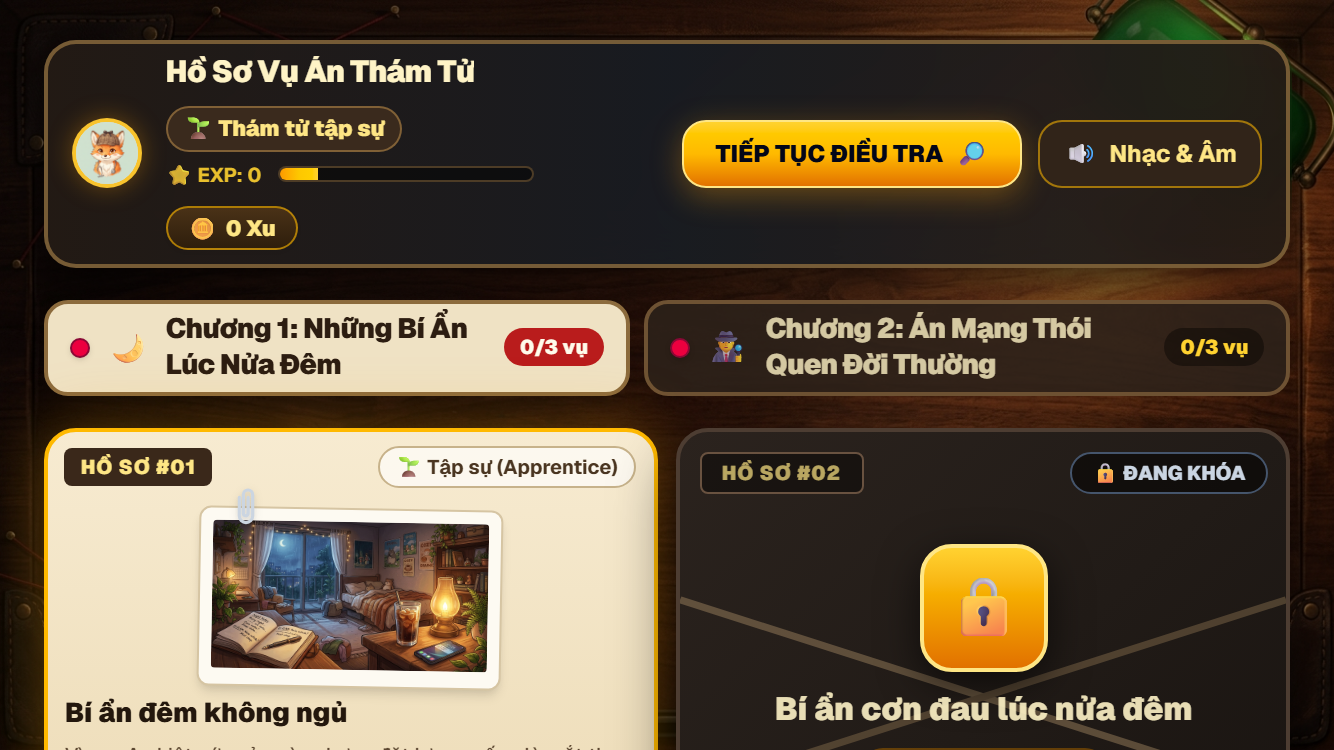 Hồ Sơ Vụ Án Thám Tử
Thám tử tập sự
EXP: 0
0 Xu
TIẾP TỤC ĐIỀU TRA
Nhạc & Âm
Chương 1: Những Bí Ẩn
Lúc Nửa Đêm
0/3 vụ
Chương 2: Án Mạng Thói
Quen Đời Thường
0/3 vụ
HỒ SƠ #01
Tập sự (Apprentice)
HỒ SƠ #02
ĐANG KHÓA
Bí ẩn đêm không ngủ
Bí ẩn cơn đau lúc nửa đêm